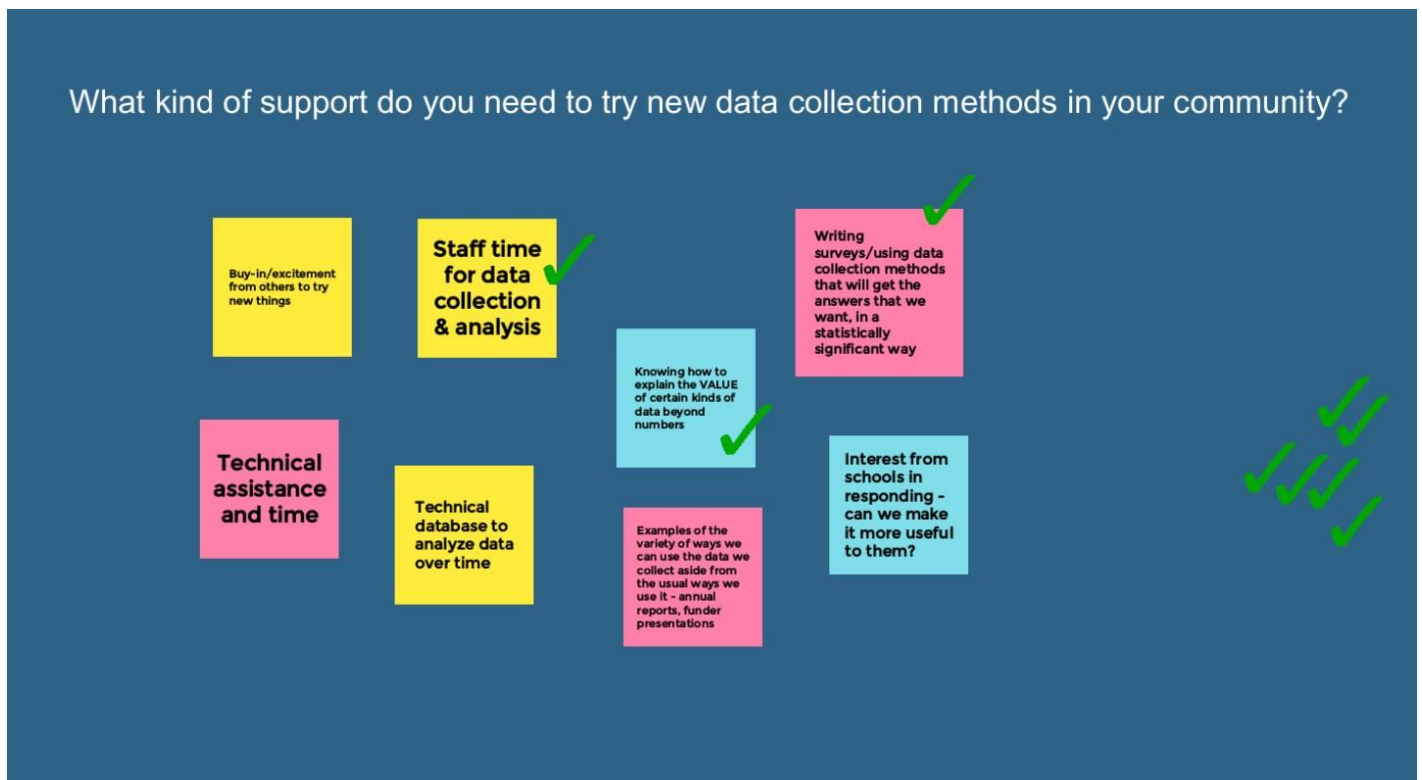 What kind of support do you need to try new data collection methods in your community?
Buy-in/excitement
from others to try
new things
Staff time
for data
collection
& analysis
Writing
surveys/using data
collection methods
that will get the
answers that we
want, in a
statistically
significant way
Knowing how to
explain the VALUE
of certain kinds of
data beyond
numbers
Technical
assistance
and time
Technical
database to
analyze data
over time
Examples of the
variety of ways we
can use the data we
collect aside from
the usual ways we
use it - annual
reports, funder
presentations
Interest from
schools in
responding -
can we make
it more useful
to them?